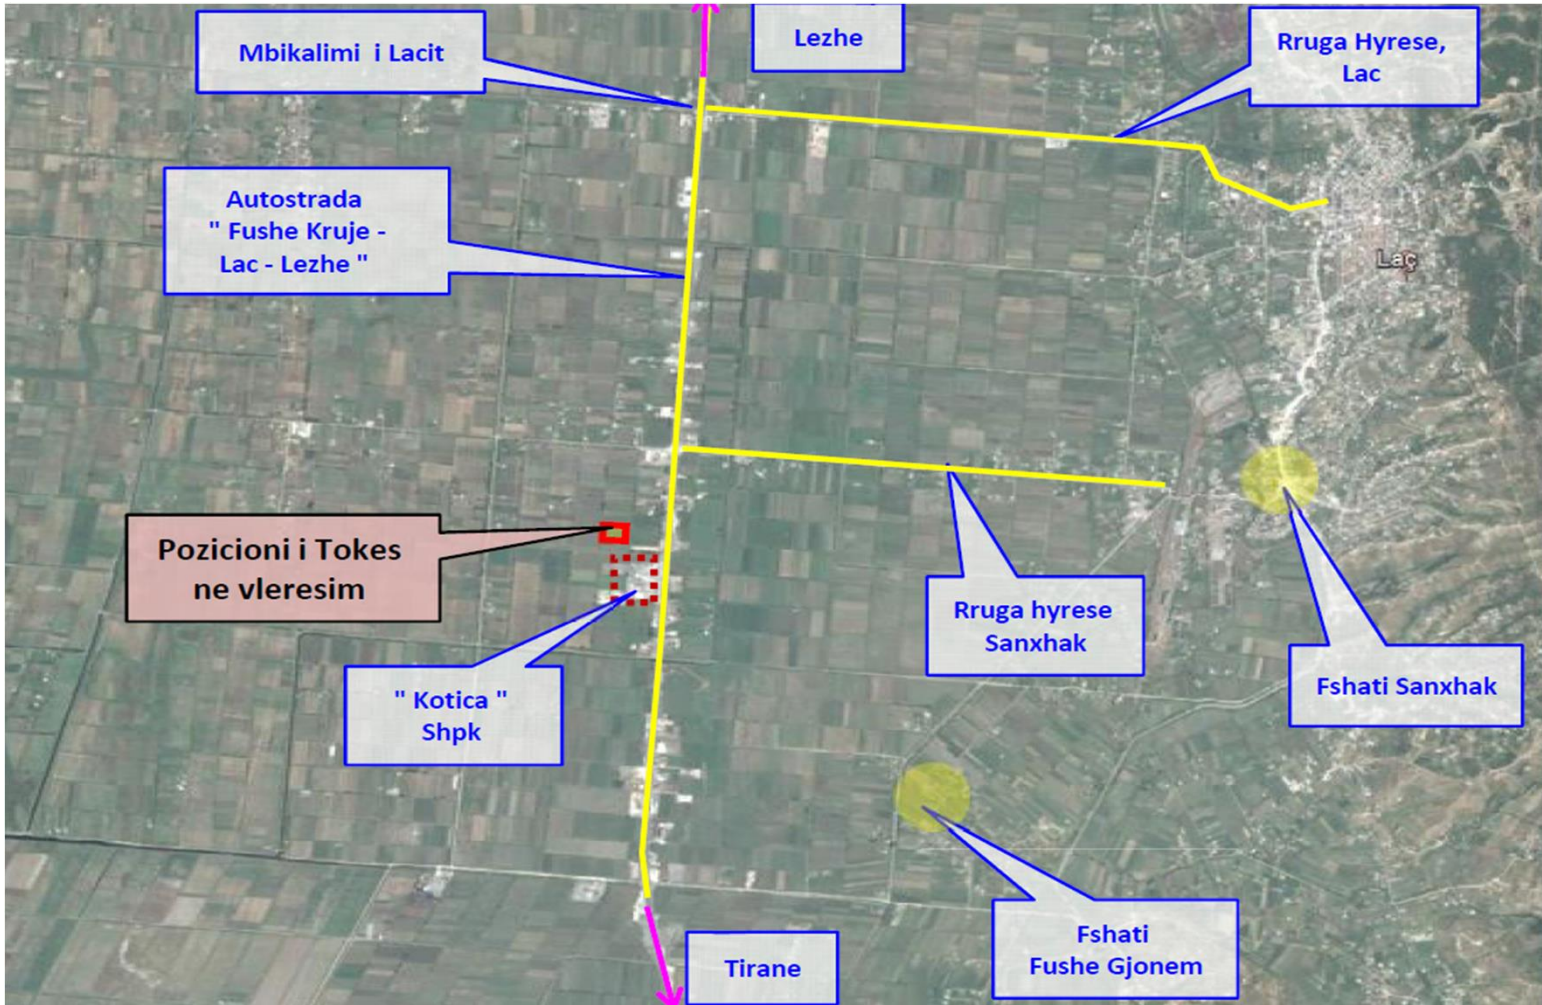 Lezhe
Mbikalimi i Lacit
Rruga Hyrese,
Lac
Autostrada
" Fushe Kruje -
Lac - Lezhe "
Laç
Pozicioni i Tokes
ne vleresim
Rruga hyrese
Sanxhak
Fshati Sanxhak
" Kotica "
Shpk
Fshati
Fushe Gjonem
Tirane